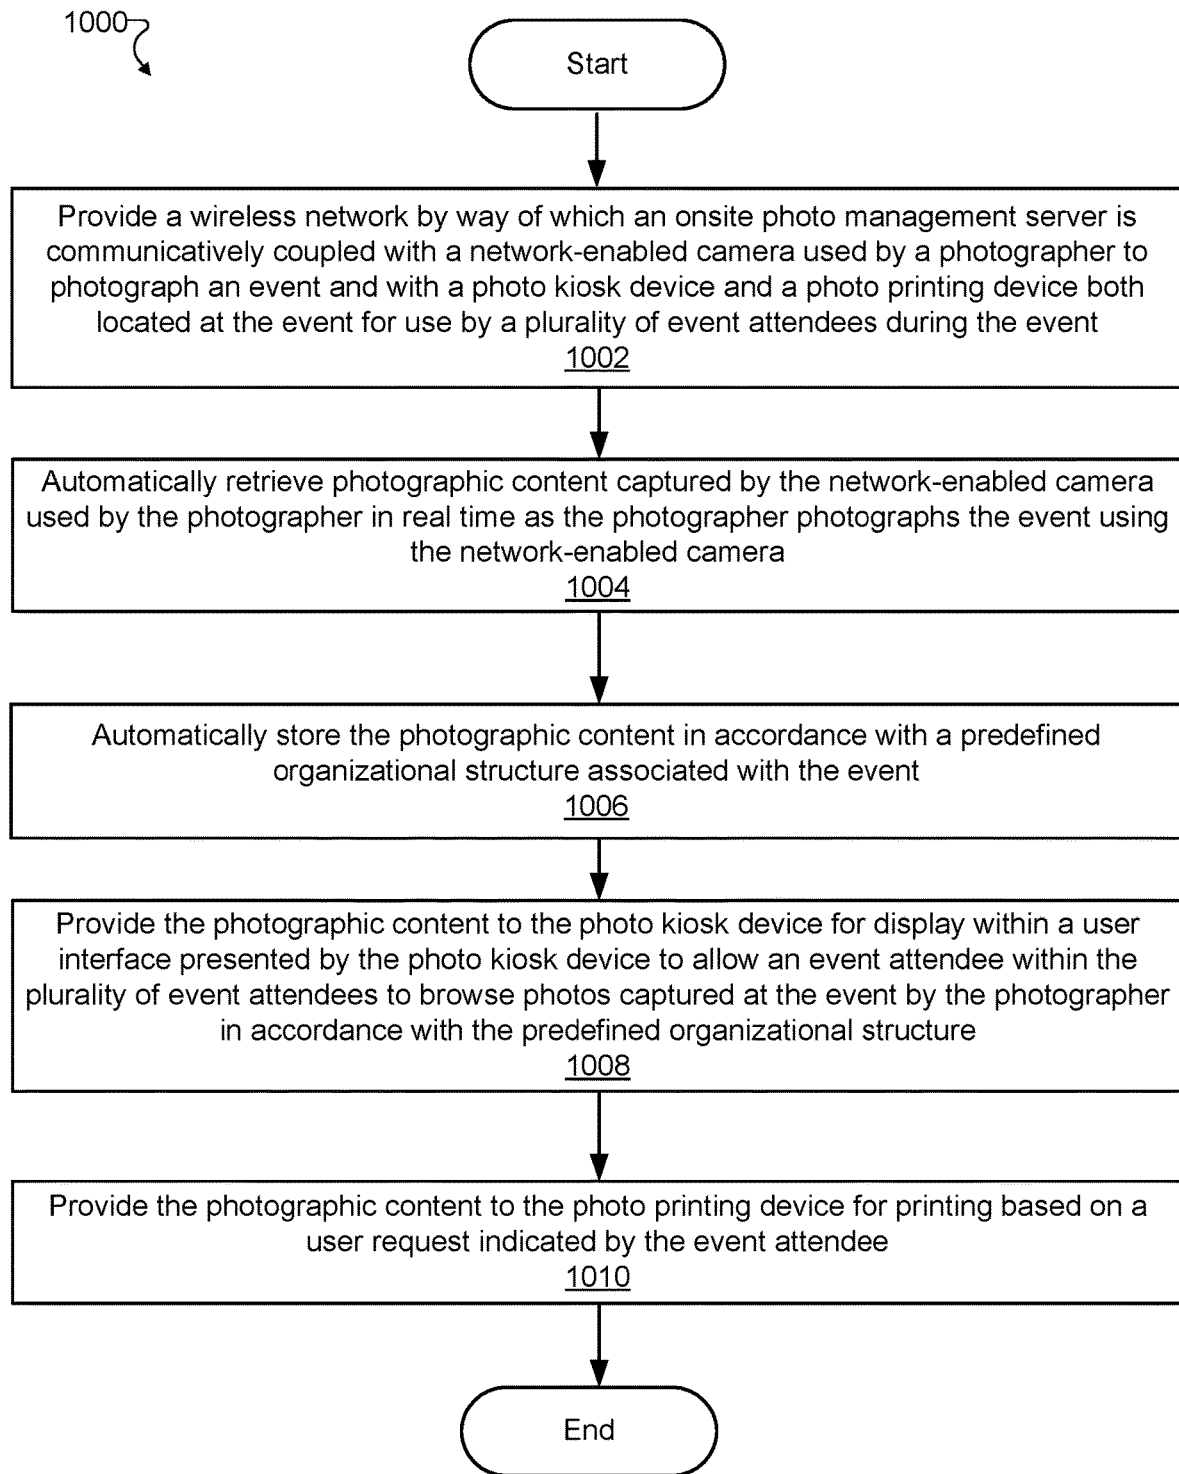 1000
Start
Provide a wireless network by way of which an onsite photo management server is
communicatively coupled with a network-enabled camera used by a photographer to
photograph an event and with a photo kiosk device and a photo printing device both
located at the event for use by a plurality of event attendees during the event
1002
Automatically retrieve photographic content captured by the network-enabled camera
used by the photographer in real time as the photographer photographs the event using
the network-enabled camera
1004
Automatically store the photographic content in accordance with a predefined
organizational structure associated with the event
1006
Provide the photographic content to the photo kiosk device for display within a user
interface presented by the photo kiosk device to allow an event attendee within the
plurality of event attendees to browse photos captured at the event by the photographer
in accordance with the predefined organizational structure
1008
Provide the photographic content to the photo printing device for printing based on a
user request indicated by the event attendee
1010
End